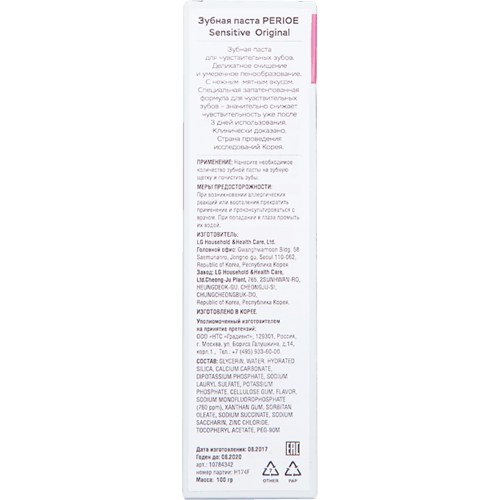 Зубная паста PERIOE
Sensitive Original
Зубная паста
для чувствительных зубов.
Деликатное очищение
и умеренное пенообразование.
С нежным мятным вкусом.
Специальная запатентованная
формула для чувствительных
зубов – значительно снижает
чувствительность уже после
3 дней использования.
Клинически доказано.
Страна проведения
исследований Корея.
ПРИМЕНЕНИЕ: Нанесите необходимое
количество зубной пасты на зубную
щетку и почистить зубы.
МЕРЫ ПРЕДОСТОРОЖНОСТИ:
При возникновении аллергических
реакций или воспаления прекратить
применение и проконсультироваться с
врачом. При попадании в глаза промыть
их водой.
ИЗГОТОВИТЕЛЬ:
LG Household &Health Care, Ltd.
Головной офис: Gwanghwamoon Bldg. 58,
Saemunanro, Jongno-gu, Seoul 110-062,
Republic of Korea, Республика Корея
Завод: LG Household &Health Care,
Ltd.Cheong-Ju Plant, 765, 2SUNHWAN-RO,
HEUNGDEOK-GU, CHEONGJU-SI,
CHUNGCHEONGBUK-DO,
Republic of Korea, Республика Корея
ИЗГОТОВЛЕНО В КОРЕЕ.
Уполномоченный изготовителем
на принятие претензий:
ООО «НТС «Градиент», 129301, Россия,
г. Москва, ул. Бориса Галушкина, д.14,
корп.1., Тел. +7 (495) 933-60-00.
СОСТАВ: GLYCERIN, WATER, HYDRATED
SILICA, CALCIUM CARBONATE,
DIPOTASSIUM PHOSPHATE, SODIUM
LAURYL SULFATE, POTASSIUM
PHOSPHATE, CELLULOSE GUM, FLAVOR,
SODIUM MONOFLUOROPHOSPHATE
(780 ppm), XANTHAN GUM, SORBITAN
OLEATE, SODIUM SUCCINATE, SODIUM
SACCHARIN, ZINC CHLORIDE,
TOCOPHERYL ACETATE, PEG-90M
Дата изготовления: 08.2017
Годен до: 08.2020
арт.: 10784342
номер партии:
Масса: 100 гр
EAC
7
OTHER
PAP